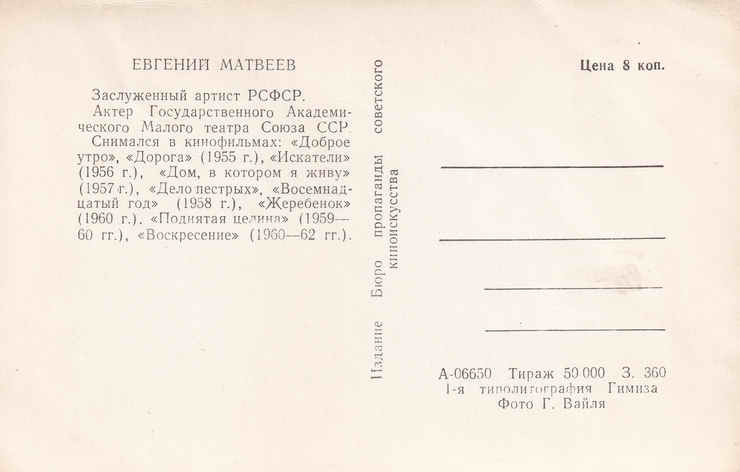 ЕВГЕНИЙ МАТВЕЕВ
Заслуженный артист РСФСР.
Актер Государственного Академи-
ческого Малого театра Союза ССР
Снимался в кинофильмах: «Доброе
утро», «Дорога» (1955 г.), «Искатели»
(1956 г.), «Дом, в котором я живу»
(1957 г.), «Дело пестрых», «Восемнад-
цатый год» (1958 г.), «Жеребенок»
(1960 г.). «Поднятая целина» (1959—
60 гг.), «Воскресение» (1960—62 гг.).
Издание Бюро пропаганды советского
киноискусства
Цена 8 коп.
А-06650 Тираж 50 000 З. 360
1-я типолитография Гимиза
Фото Г. Вайля